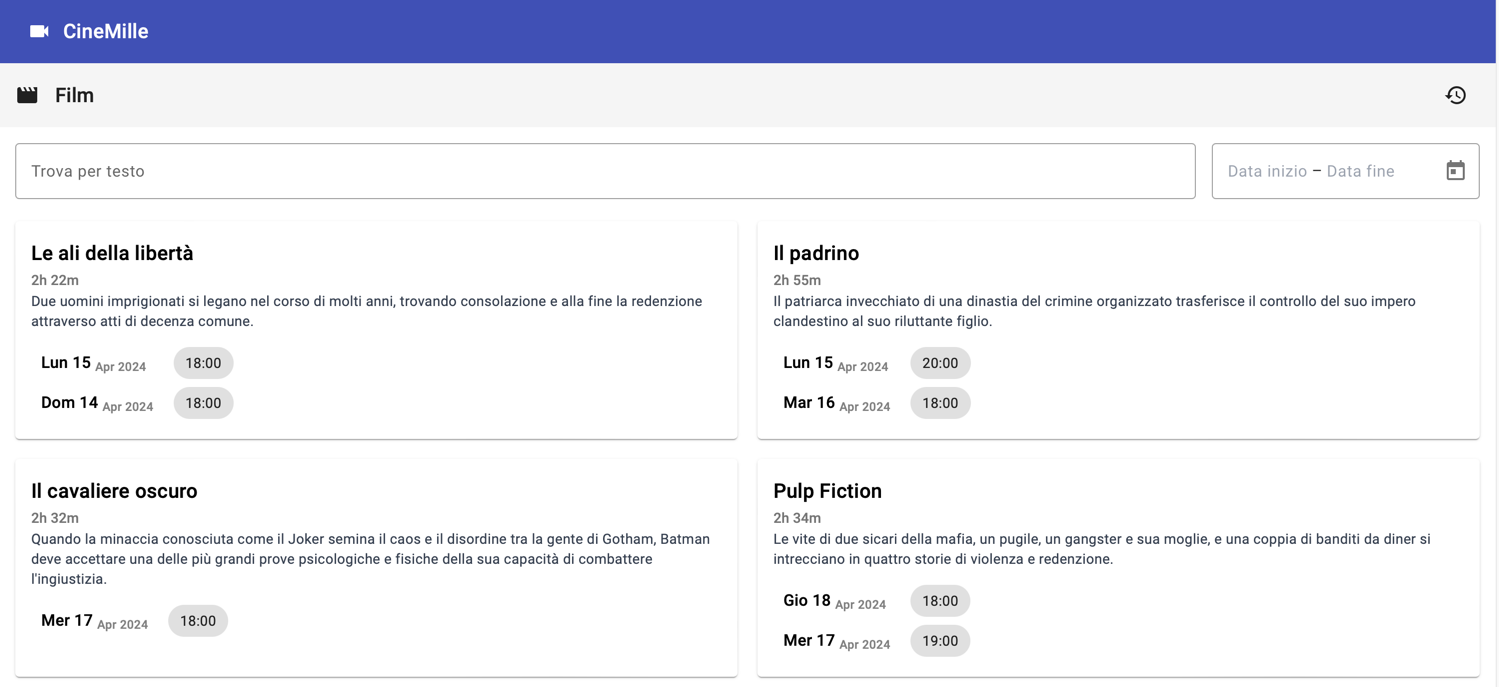 CineMille
Film
Trova per testo
Data inizio – Data fine
Le ali della libertà
2h 22m
Due uomini imprigionati si legano nel corso di molti anni, trovando consolazione e alla fine la redenzione
attraverso atti di decenza comune.
Lun 15 Apr 2024 18:00
Dom 14 Apr 2024 18:00
Il padrino
2h 55m
Il patriarca invecchiato di una dinastia del crimine organizzato trasferisce il controllo del suo impero
clandestino al suo riluttante figlio.
Lun 15 Apr 2024 20:00
Mar 16 Apr 2024 18:00
Il cavaliere oscuro
2h 32m
Quando la minaccia conosciuta come il Joker semina il caos e il disordine tra la gente di Gotham, Batman
deve accettare una delle più grandi prove psicologiche e fisiche della sua capacità di combattere
l'ingiustizia.
Mer 17 Apr 2024 18:00
Pulp Fiction
2h 34m
Le vite di due sicari della mafia, un pugile, un gangster e sua moglie, e una coppia di banditi da diner si
intrecciano in quattro storie di violenza e redenzione.
Gio 18 Apr 2024 18:00
Mer 17 Apr 2024 19:00